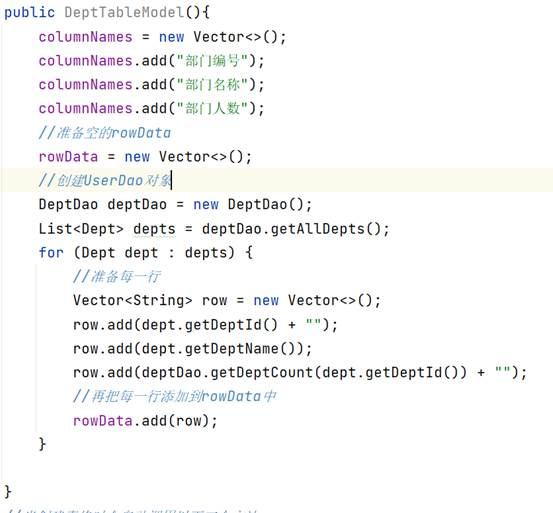 public DeptTableModel(){
columnNames = new Vector<>();
columnNames.add("部门编号");
columnNames.add("部门名称");
columnNames.add("部门人数");
//准备空的rowData
rowData = new Vector<>();
//创建UserDao对象
DeptDao deptDao = new DeptDao();
List<Dept> depts = deptDao.getAllDepts();
for (Dept dept : depts) {
//准备每一行
Vector<String> row = new Vector<>();
row.add(dept.getDeptId() + "");
row.add(dept.getDeptName());
row.add(deptDao.getDeptCount(dept.getDeptId()) + "");
//再把每一行添加到rowData中
rowData.add(row);
}
}